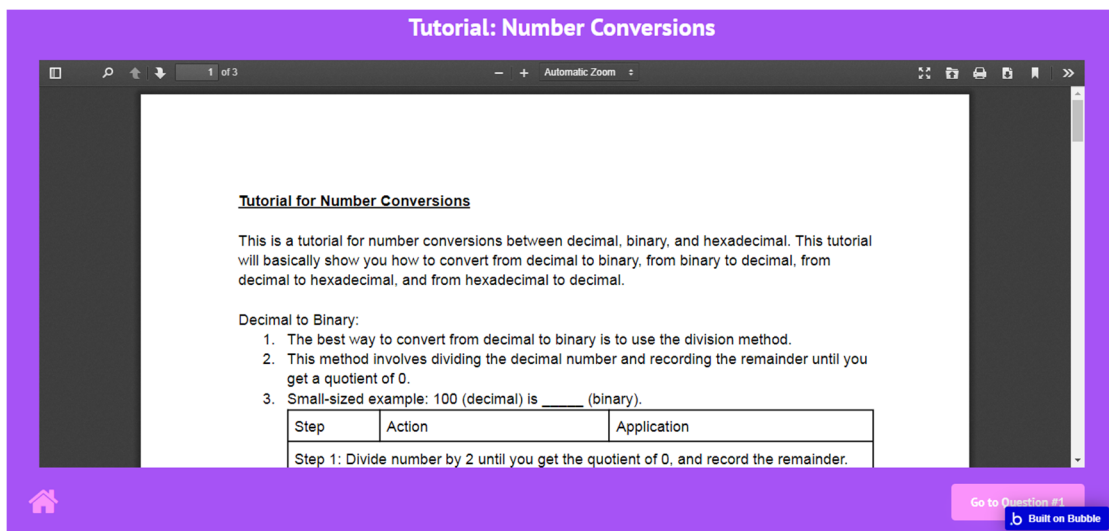 Tutorial: Number Conversions
1 of 3
Automatic Zoom
Tutorial for Number Conversions
This is a tutorial for number conversions between decimal, binary, and hexadecimal. This tutorial
will basically show you how to convert from decimal to binary, from binary to decimal, from
decimal to hexadecimal, and from hexadecimal to decimal.
Decimal to Binary:
1. The best way to convert from decimal to binary is to use the division method.
2. This method involves dividing the decimal number and recording the remainder until you
get a quotient of 0.
3. Small-sized example: 100 (decimal) is _____ (binary).
Step Action Application
Step 1: Divide number by 2 until you get the quotient of 0, and record the remainder.
Go to Question #1
Built on Bubble